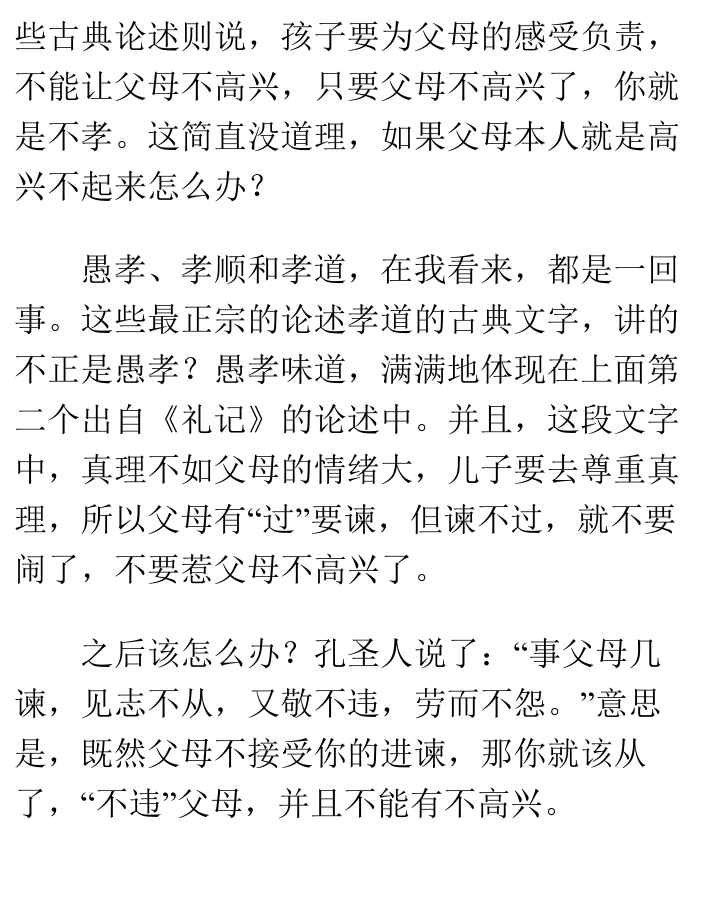 些古典论述则说，孩子要为父母的感受负责，
不能让父母不高兴，只要父母不高兴了，你就
是不孝。这简直没道理，如果父母本人就是高
兴不起来怎么办？
愚孝、孝顺和孝道，在我看来，都是一回
事。这些最正宗的论述孝道的古典文字，讲的
不正是愚孝？愚孝味道，满满地体现在上面第
二个出自《礼记》的论述中。并且，这段文字
中，真理不如父母的情绪大，儿子要去尊重真
理，所以父母有“过”要谏，但谏不过，就不要
闹了，不要惹父母不高兴了。
之后该怎么办？孔圣人说了：“事父母几
谏，见志不从，又敬不违，劳而不怨。”意思
是，既然父母不接受你的进谏，那你就该从
了，“不违”父母，并且不能有不高兴。